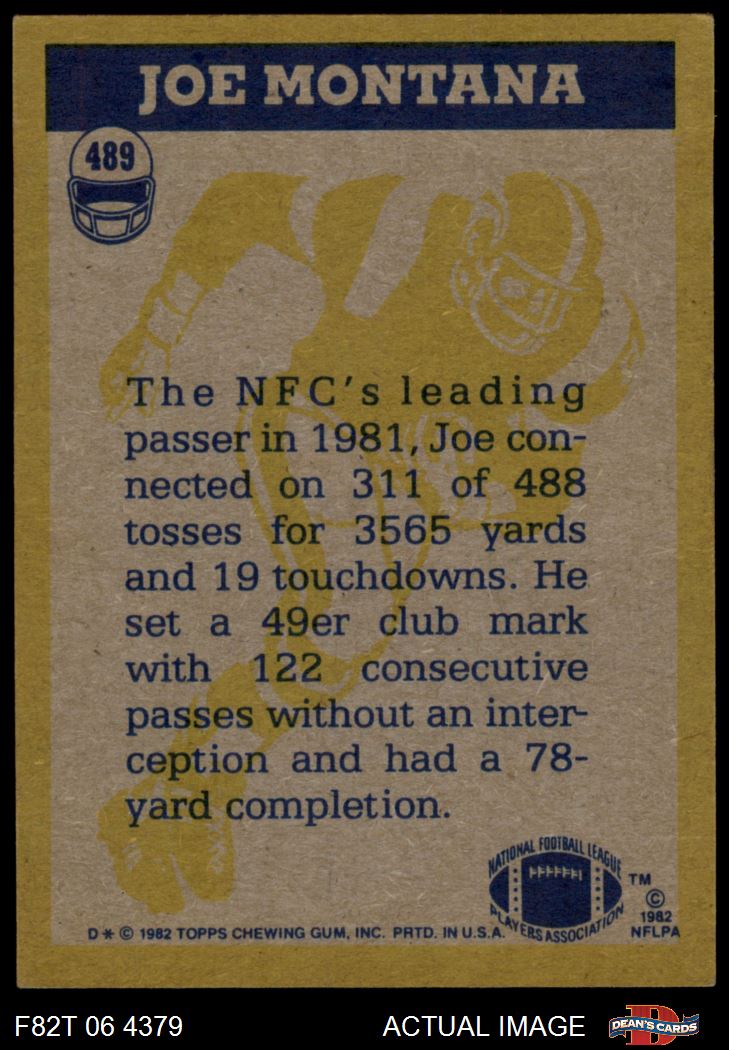 JOE MONTANA
489
The NFC's leading
passer in 1981, Joe con-
nected on 311 of 488
tosses for 3565 yards
and 19 touchdowns. He
set a 49er club mark
with 122 consecutive
passes without an inter-
ception and had a 78-
yard completion.
NATIONAL FOOTBALL LEAGUE
PLAYERS ASSOCIATION
TM
©
1982
NFLPA
D * © 1982 TOPPS CHEWING GUM, INC. PRTD. IN U.S.A.
F82T 06 4379
ACTUAL IMAGE
D
DEAN'S CARDS